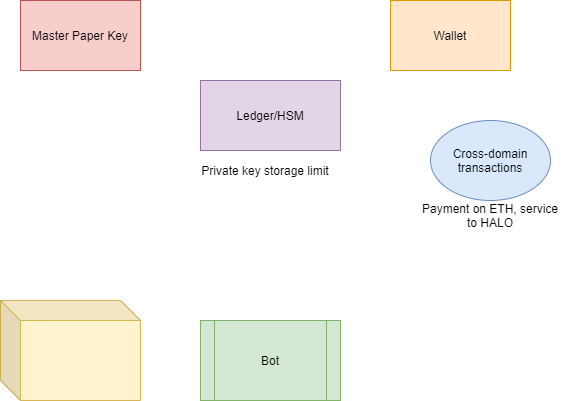 Master Paper Key
Wallet
Ledger/HSM
Private key storage limit
Cross-domain
transactions
Payment on ETH, service
to HALO
Bot